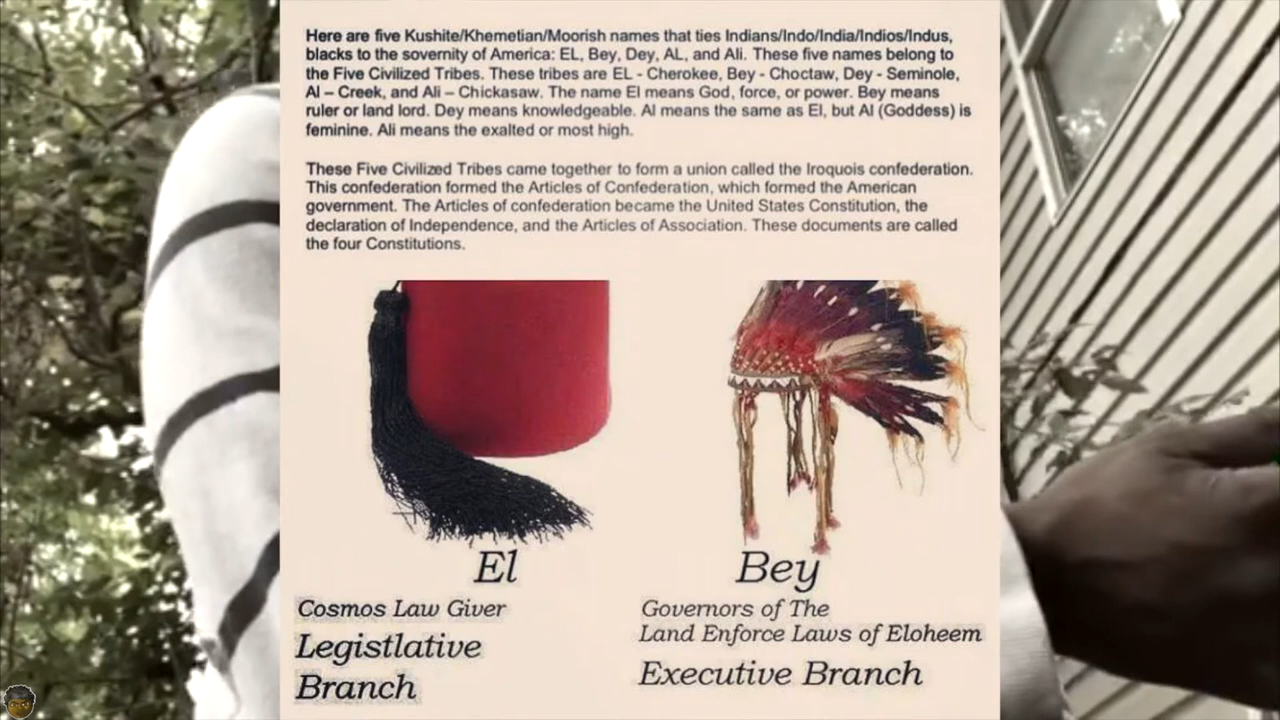 Here are five Kushite/Khemetian/Moorish names that ties Indians/Indo/India/Indios/Indus,
blacks to the sovernity of America: EL, Bey, Dey, AL, and Ali. These five names belong to
the Five Civilized Tribes. These tribes are EL - Cherokee, Bey - Choctaw, Dey - Seminole,
Al – Creek, and Ali – Chickasaw. The name El means God, force, or power. Bey means
ruler or land lord. Dey means knowledgeable. Al means the same as El, but Al (Goddess) is
feminine. Ali means the exalted or most high.
These Five Civilized Tribes came together to form a union called the Iroquois confederation.
This confederation formed the Articles of Confederation, which formed the American
government. The Articles of confederation became the United States Constitution, the
declaration of Independence, and the Articles of Association. These documents are called
the four Constitutions.
El
Cosmos Law Giver
Legistlative
Branch
Bey
Governors of The
Land Enforce Laws of Eloheem
Executive Branch